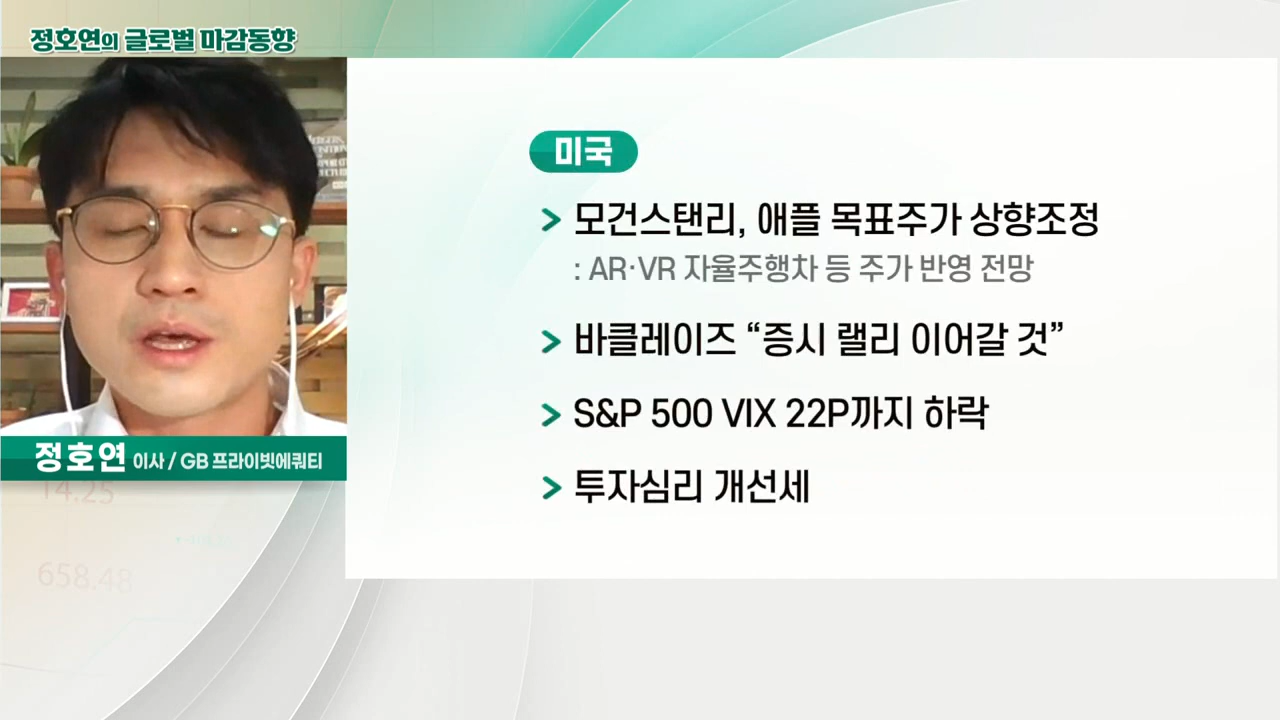 정호연의 글로벌 마감동향
미국
모건스탠리, 애플 목표주가 상향조정
: AR·VR 자율주행차 등 주가 반영 전망
바클레이즈 “증시 랠리 이어갈 것”
S&P 500 VIX 22P까지 하락
투자심리 개선세
정호연 이사 / GB 프라이빗에쿼티
14.25
658.48